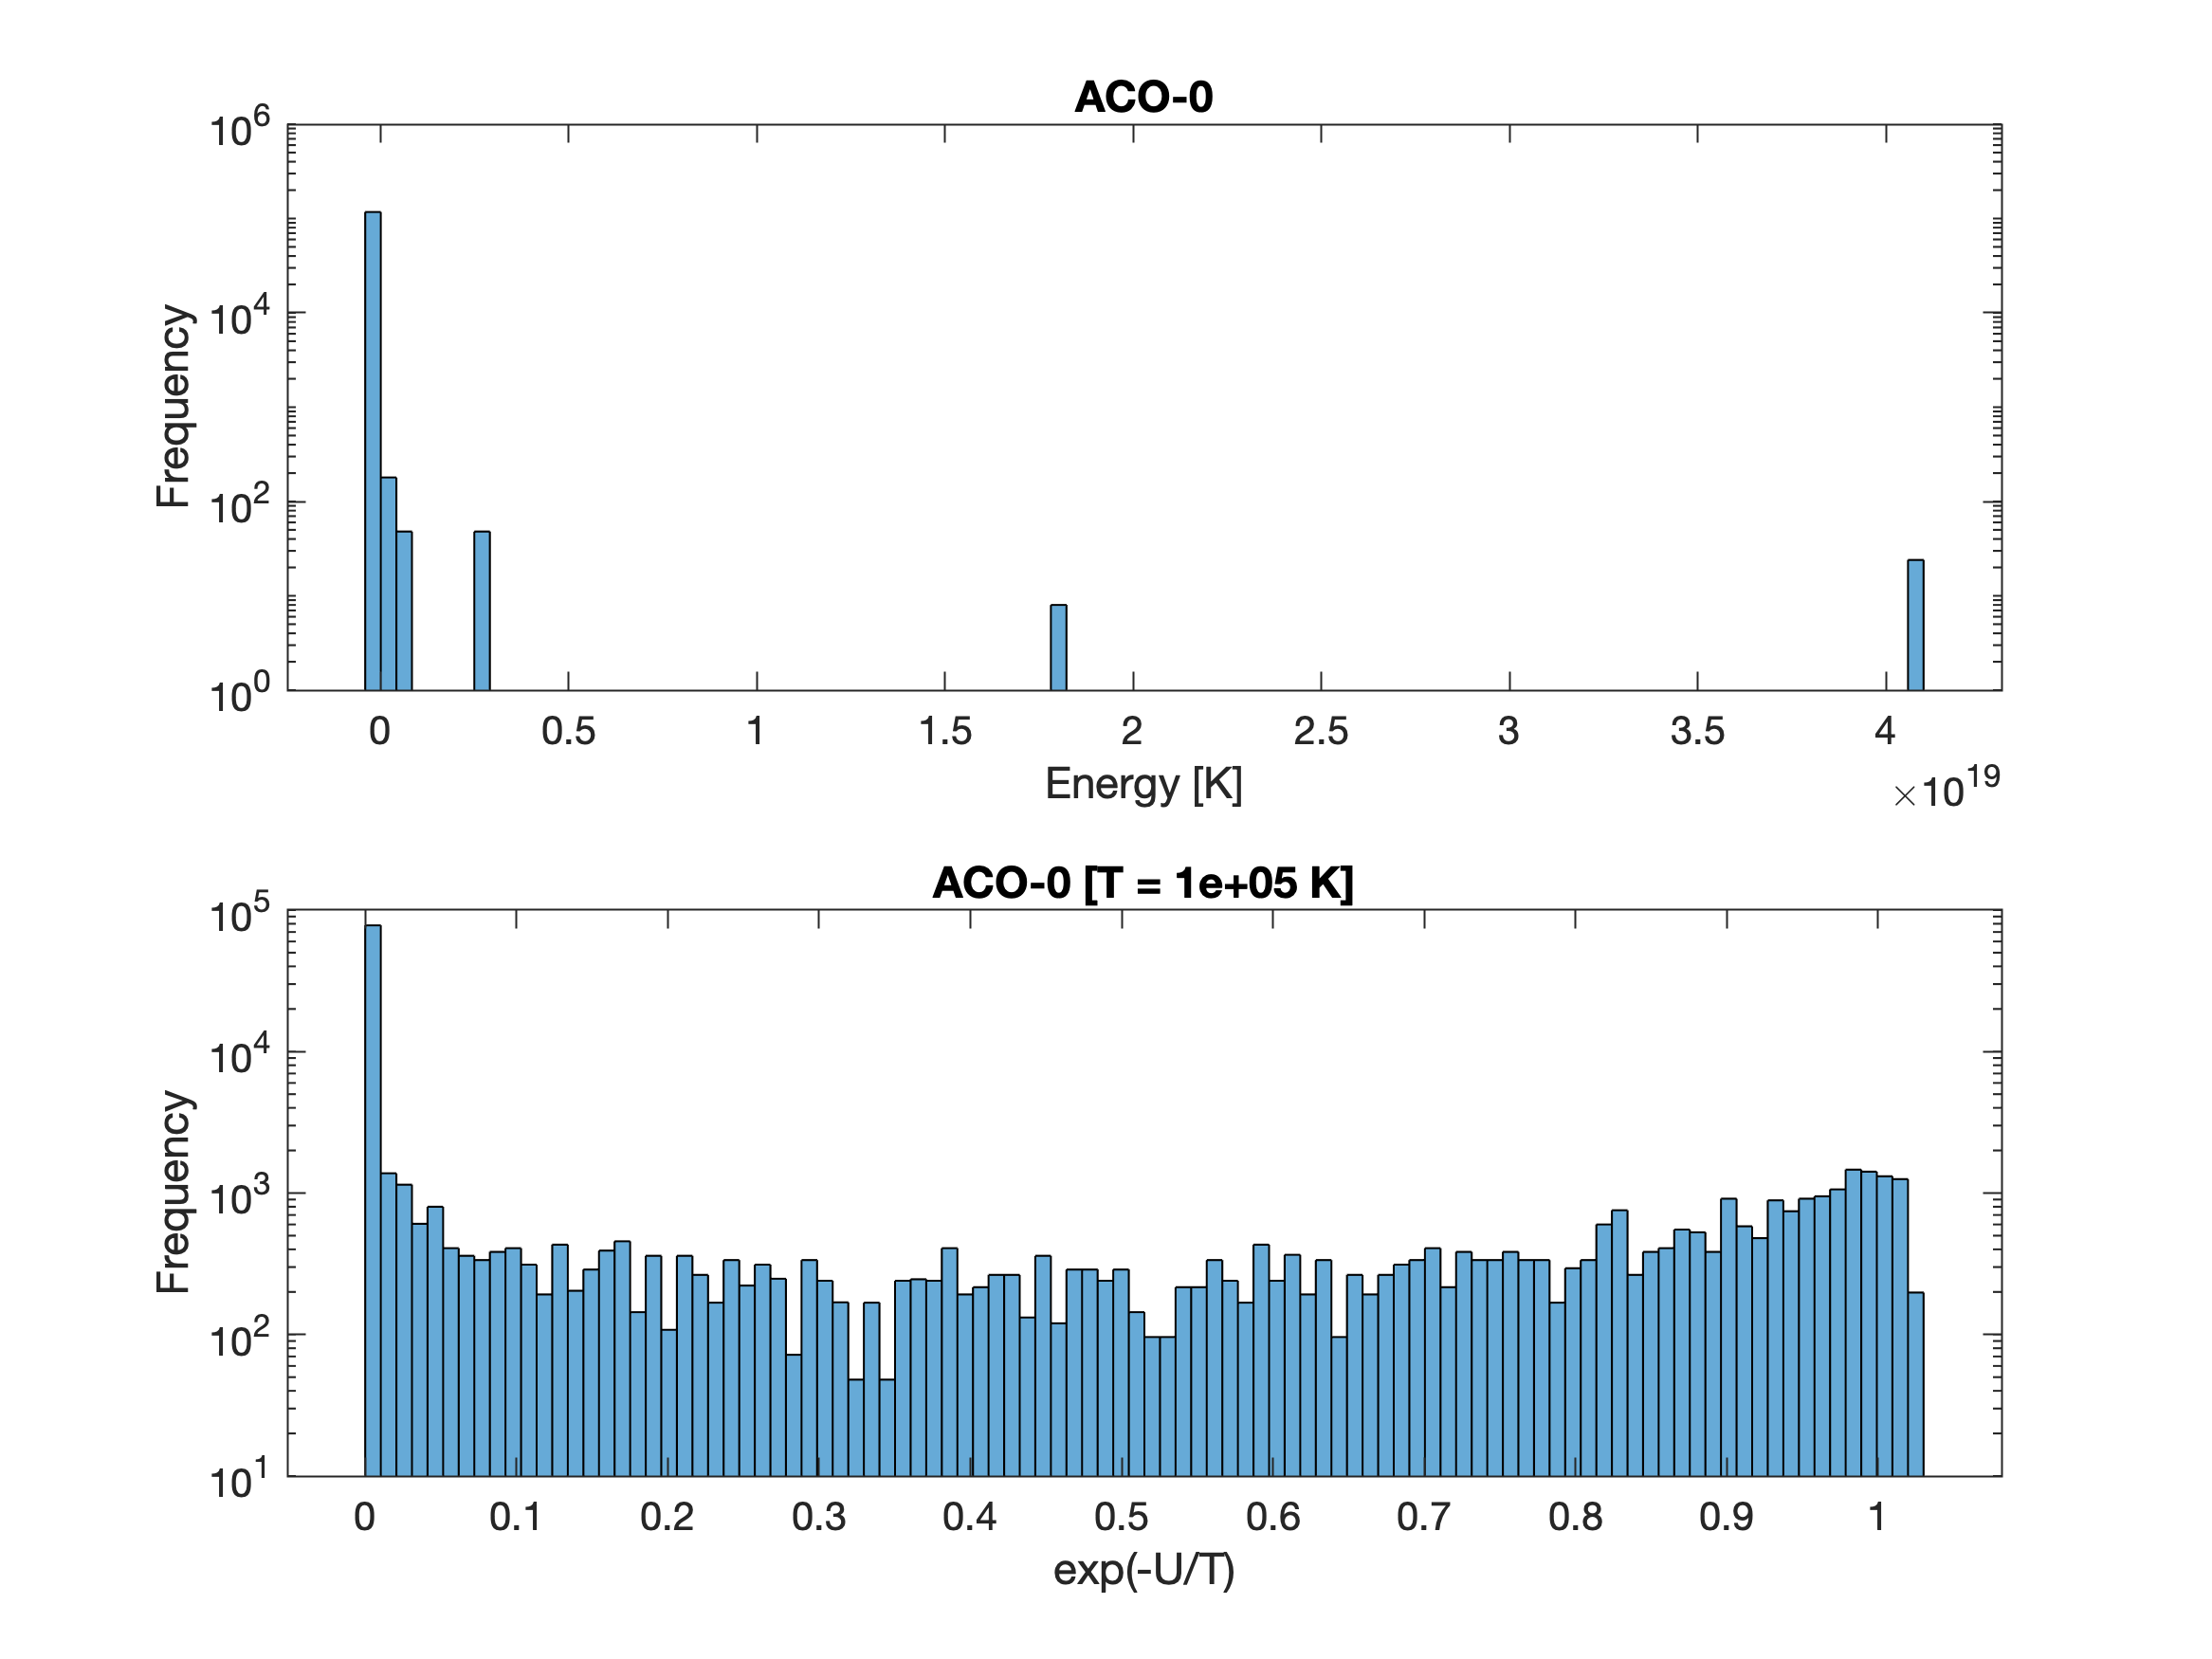 ACO-0
10^6
10^4
10^2
10^0
Frequency
0 0.5 1 1.5 2 2.5 3 3.5 4
Energy [K]
×10^19
ACO-0 [T = 1e+05 K]
10^5
10^4
10^3
10^2
10^1
Frequency
0 0.1 0.2 0.3 0.4 0.5 0.6 0.7 0.8 0.9 1
exp(-U/T)